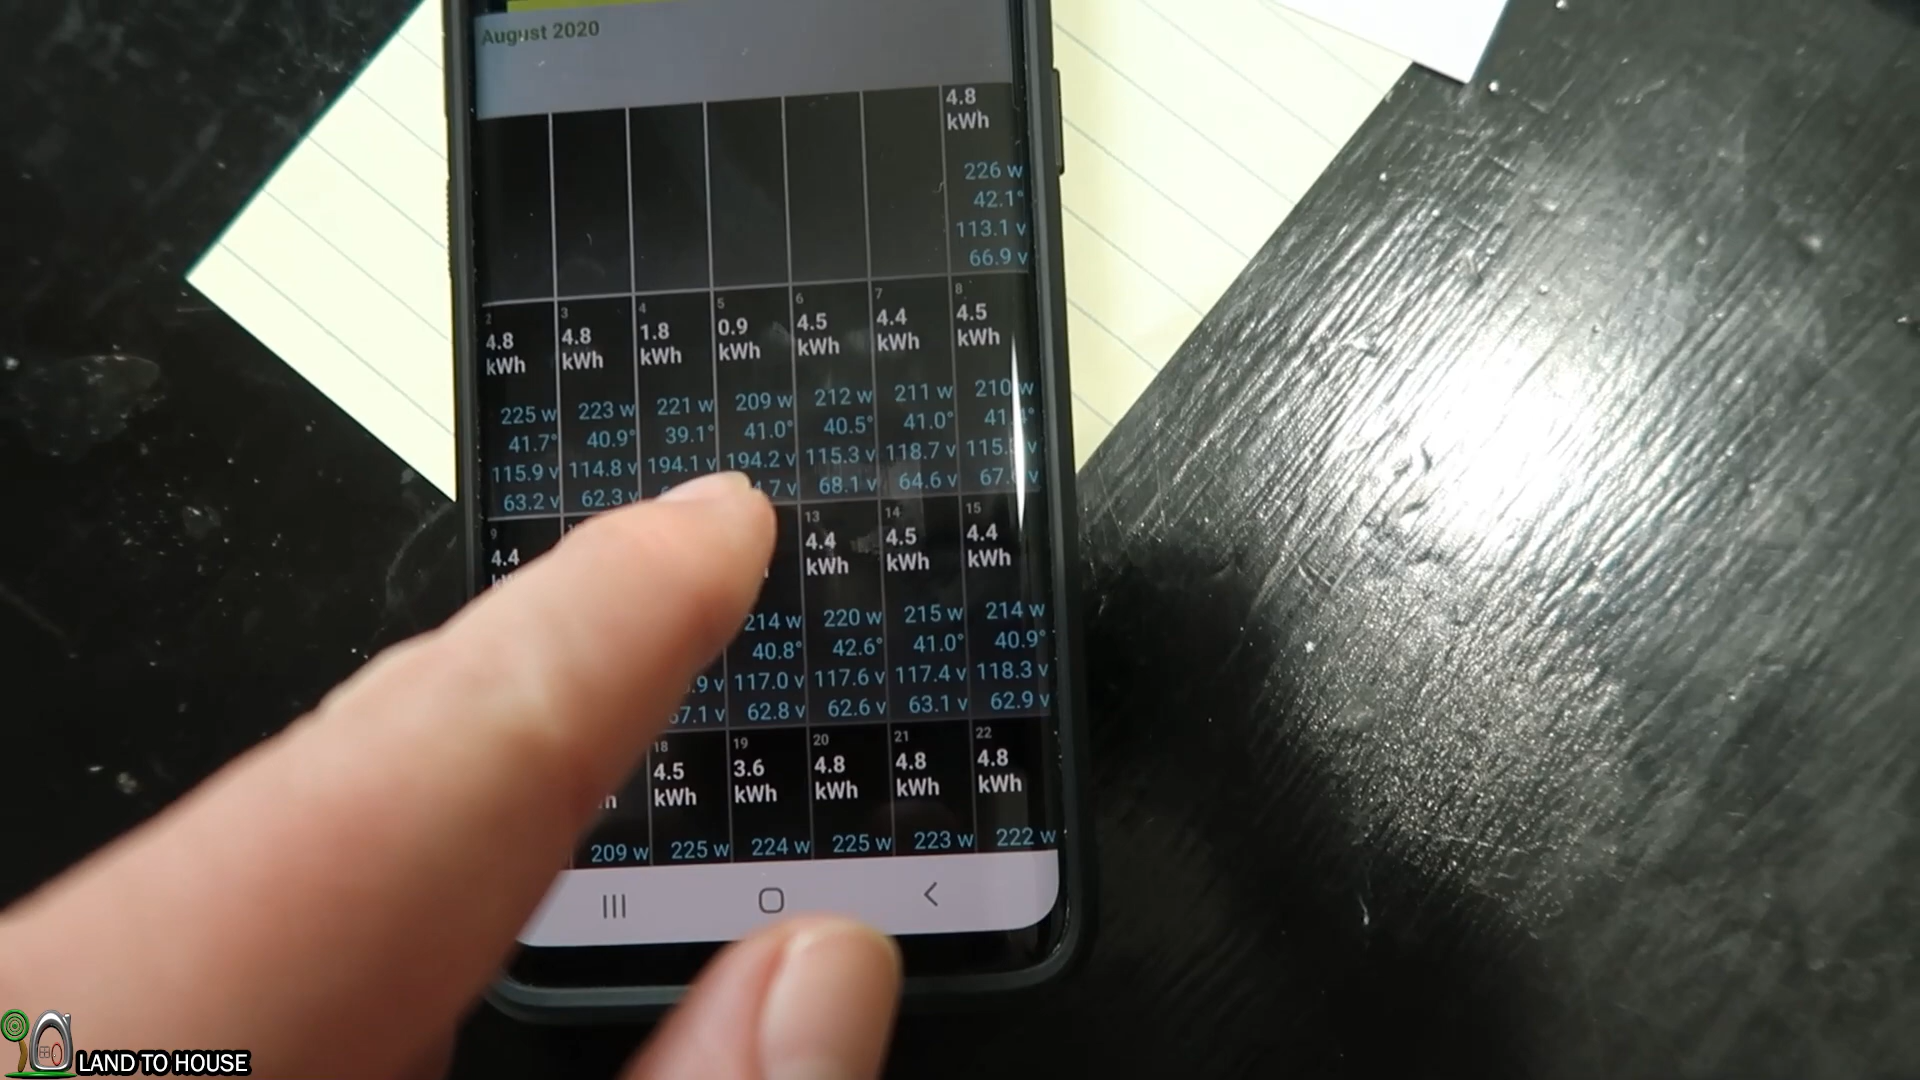 August 2020
4.8
kWh
226 w
42.1°
113.1 v
66.9 v
2 3 4 5 6 7 8
4.8 4.8 1.8 0.9 4.5 4.4 4.5
kWh kWh kWh kWh kWh kWh kWh
225 w 223 w 221 w 209 w 212 w 211 w 210 w
41.7° 40.9° 39.1° 41.0° 40.5° 41.0°
115.9 v 114.8 v 194.1 v 194.2 v 115.3 v 118.7 v
63.2 v 62.3 v 68.1 v 64.6 v
9 13 14 15
4.4 4.4 4.5 4.4
kWh kWh kWh
214 w 220 w 215 w 214 w
40.8° 42.6° 41.0° 40.9°
117.0 v 117.6 v 117.4 v 118.3 v
67.1 v 62.8 v 62.6 v 63.1 v 62.9 v
18 19 20 21 22
4.5 3.6 4.8 4.8 4.8
kWh kWh kWh kWh kWh
209 w 225 w 224 w 225 w 223 w 222 w
LAND TO HOUSE